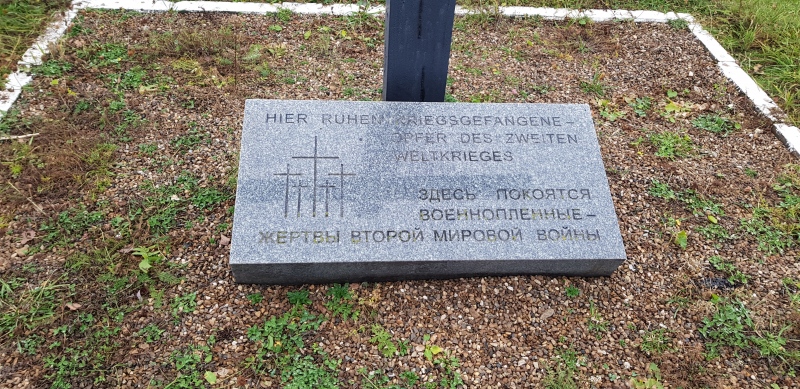 HIER RUHEN KRIEGSGEFANGENE –
OPFER DES ZWEITEN
WELTKRIEGES
ЗДЕСЬ ПОКОЯТСЯ
ВОЕННОПЛЕННЫЕ –
ЖЕРТВЫ ВТОРОЙ МИРОВОЙ ВОЙНЫ